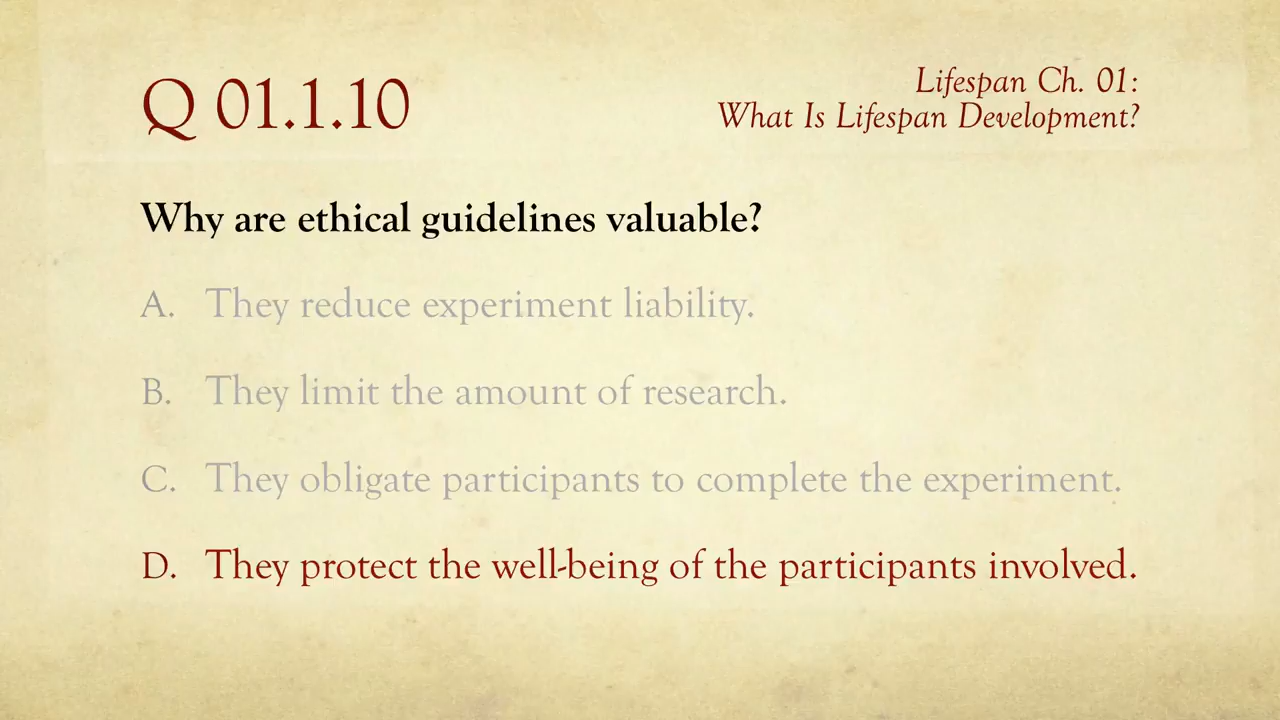 Q 01.1.10
Lifespan Ch. 01:
What Is Lifespan Development?
Why are ethical guidelines valuable?
A. They reduce experiment liability.
B. They limit the amount of research.
C. They obligate participants to complete the experiment.
D. They protect the well-being of the participants involved.